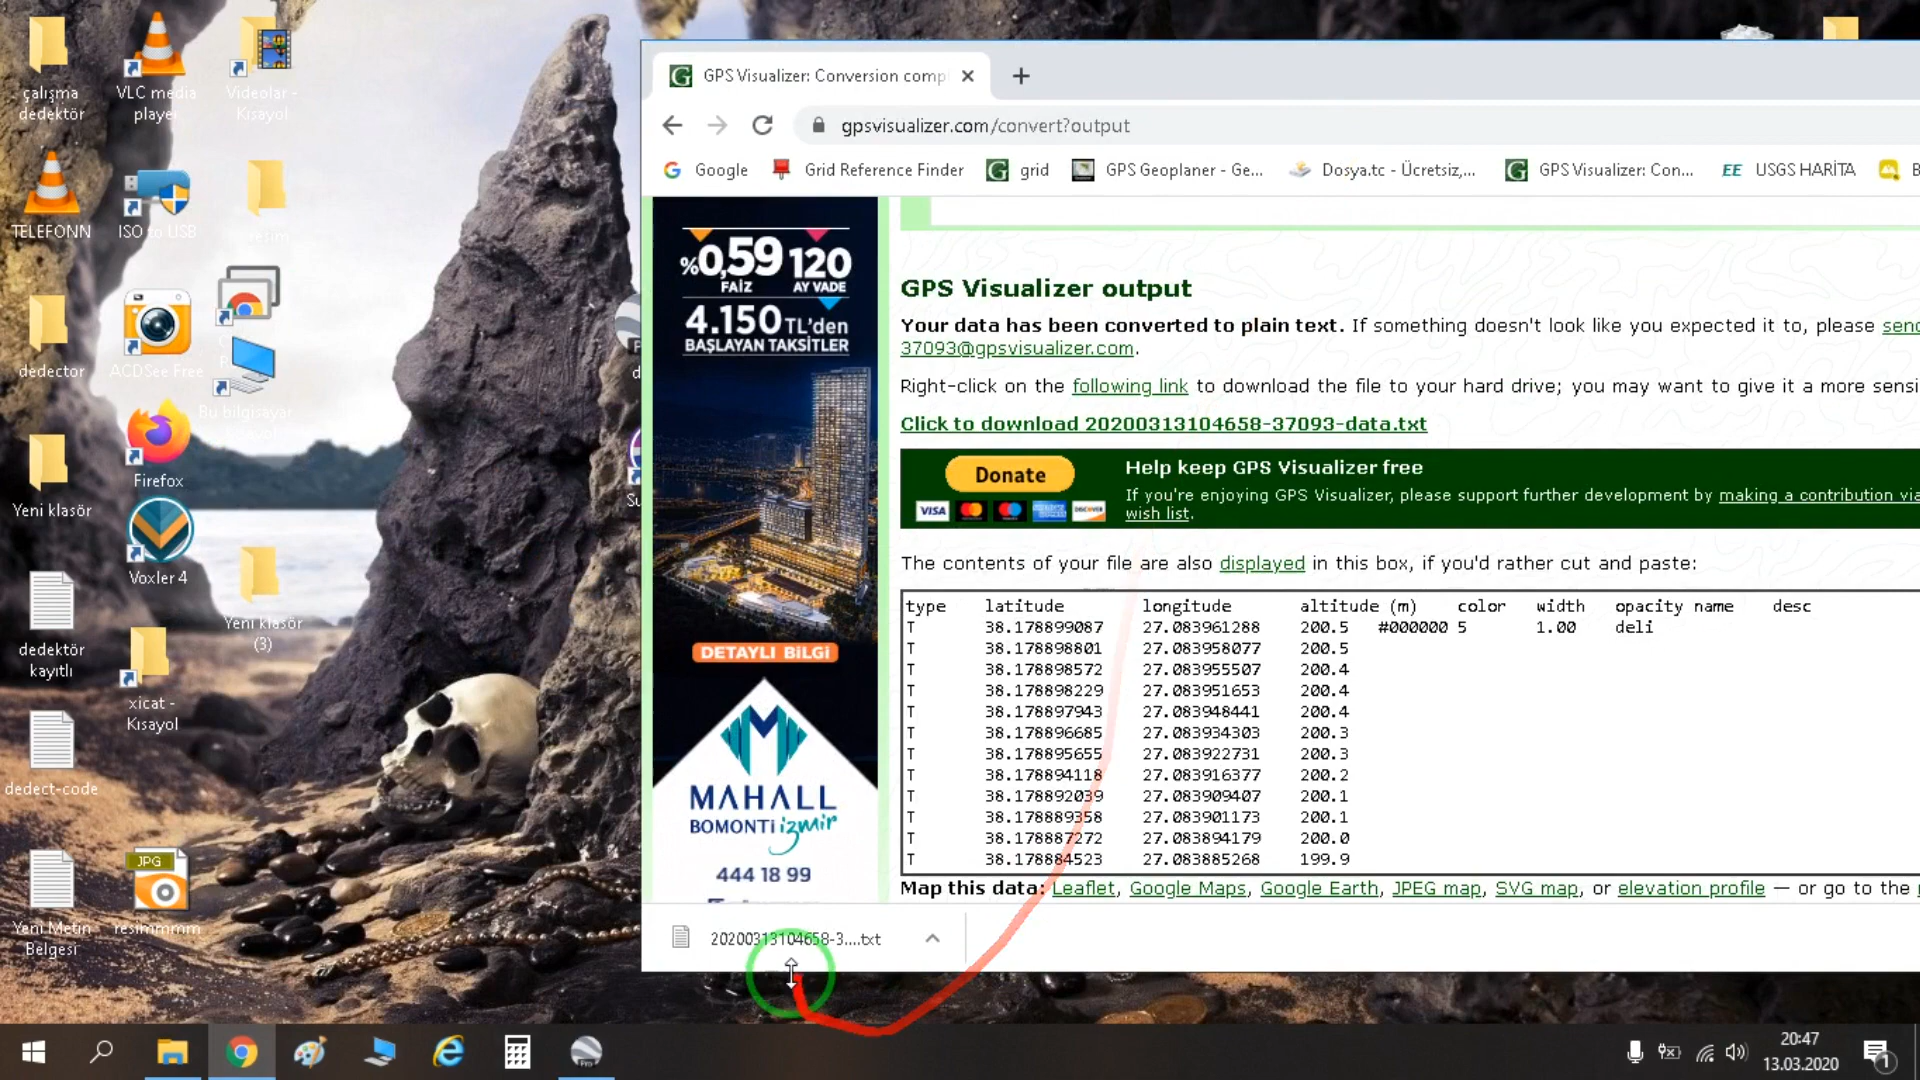 çalışma
dedektör
VLC media
player
Videolar -
Kısayol
TELEFONN
ISO to USB
resim
dedector
ACDSee Free
Bu bilgisayar
Yeni klasör
Firefox
Voxler 4
dedektör
kayıtlı
Yeni klasör
(3)
xicat -
Kısayol
dedect-code
JPG
Yeni Metin
Belgesi
resimmmm
GPS Visualizer: Conversion comp
gpsvisualizer.com/convert?output
Google
Grid Reference Finder
grid
GPS Geoplaner - Ge...
Dosya.tc - Ücretsiz,...
GPS Visualizer: Con...
EE USGS HARİTA
%0,59 120
FAİZ AY VADE
4.150 TL'den
BAŞLAYAN TAKSİTLER
DETAYLI BİLGİ
MAHALL
BOMONTİ izmir
444 18 99
GPS Visualizer output
Your data has been converted to plain text. If something doesn't look like you expected it to, please send
37093@gpsvisualizer.com.
Right-click on the following link to download the file to your hard drive; you may want to give it a more sensi
Click to download 20200313104658-37093-data.txt
Donate
VISA
DISCOVER
Help keep GPS Visualizer free
If you're enjoying GPS Visualizer, please support further development by making a contribution via
wish list.
The contents of your file are also displayed in this box, if you'd rather cut and paste:
type latitude longitude altitude (m) color width opacity name desc
T 38.178899087 27.083961288 200.5 #000000 5 1.00 deli
T 38.178898801 27.083958077 200.5
T 38.178898572 27.083955507 200.4
T 38.178898229 27.083951653 200.4
T 38.178897943 27.083948441 200.4
T 38.178896685 27.083934303 200.3
T 38.178895655 27.083922731 200.3
T 38.178894118 27.083916377 200.2
T 38.178892039 27.083909407 200.1
T 38.178889358 27.083901173 200.1
T 38.178887272 27.083894179 200.0
T 38.178884523 27.083885268 199.9
Map this data: Leaflet, Google Maps, Google Earth, JPEG map, SVG map, or elevation profile — or go to the
20200313104658-3....txt
Pro
20:47
13.03.2020
1